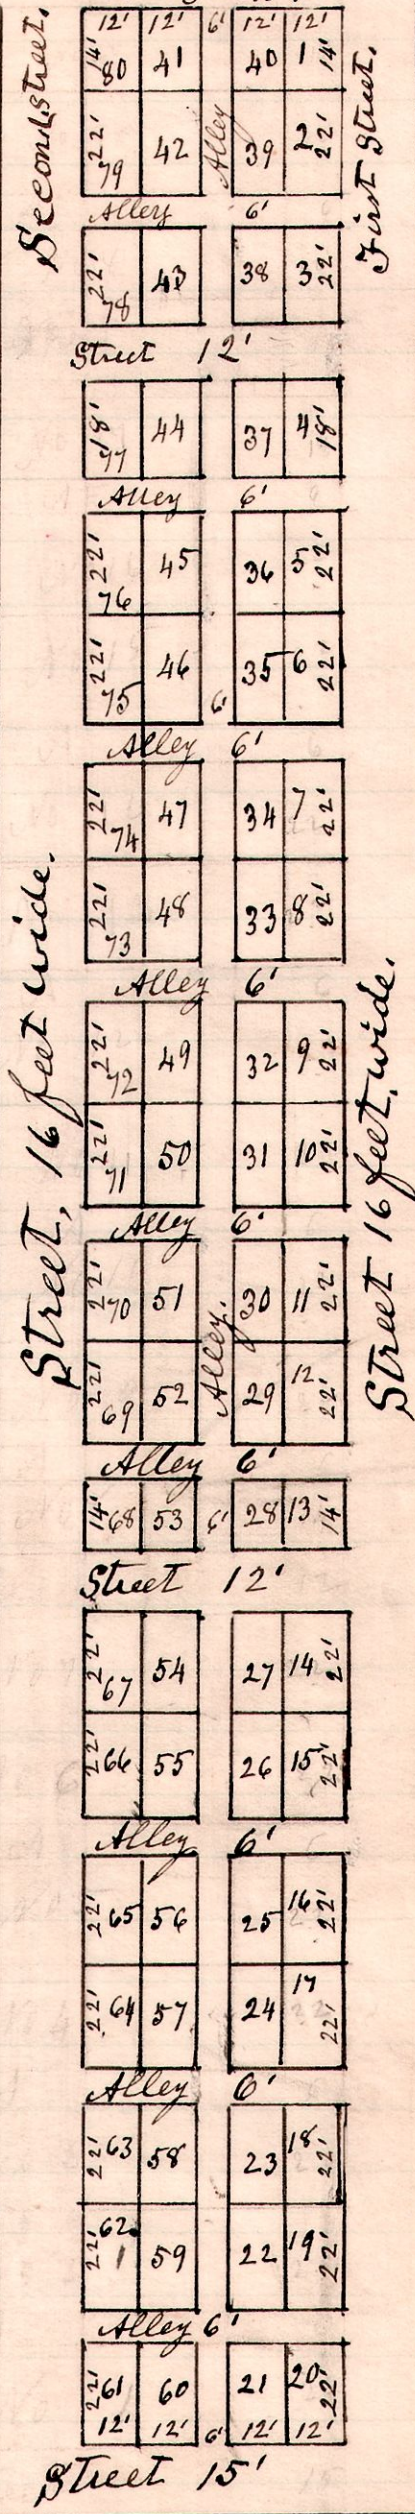 12' 12' 6' 12' 12'
Second Street,
First Street,
14' 80 41 40 1 14'
22' 79 42 Alley 39 2 22'
Alley 6'
22' 78 43 38 3 22'
Street 12'
18' 77 44 37 4 18'
Alley 6'
22' 76 45 36 5 22'
22' 75 46 6' 35 6 22'
Alley 6'
22' 74 47 34 7 22'
22' 73 48 33 8 22'
Alley 6'
Street, 16 feet wide.
Street 16 feet, wide.
22' 72 49 32 9 22'
22' 71 50 31 10 22'
Alley 6'
22' 70 51 Alley. 30 11 22'
22' 69 52 29 12 22'
Alley 6'
14' 68 53 6' 28 13 14'
Street 12'
22' 67 54 27 14 22'
22' 66 55 26 15 22'
Alley 6'
22' 65 56 25 16 22'
22' 64 57 24 17 22'
Alley 6'
22' 63 58 23 18 22'
22' 62 59 22 19 22'
Alley 6'
22' 61 60 21 20 22'
12' 12' 6' 12' 12'
Street 15'